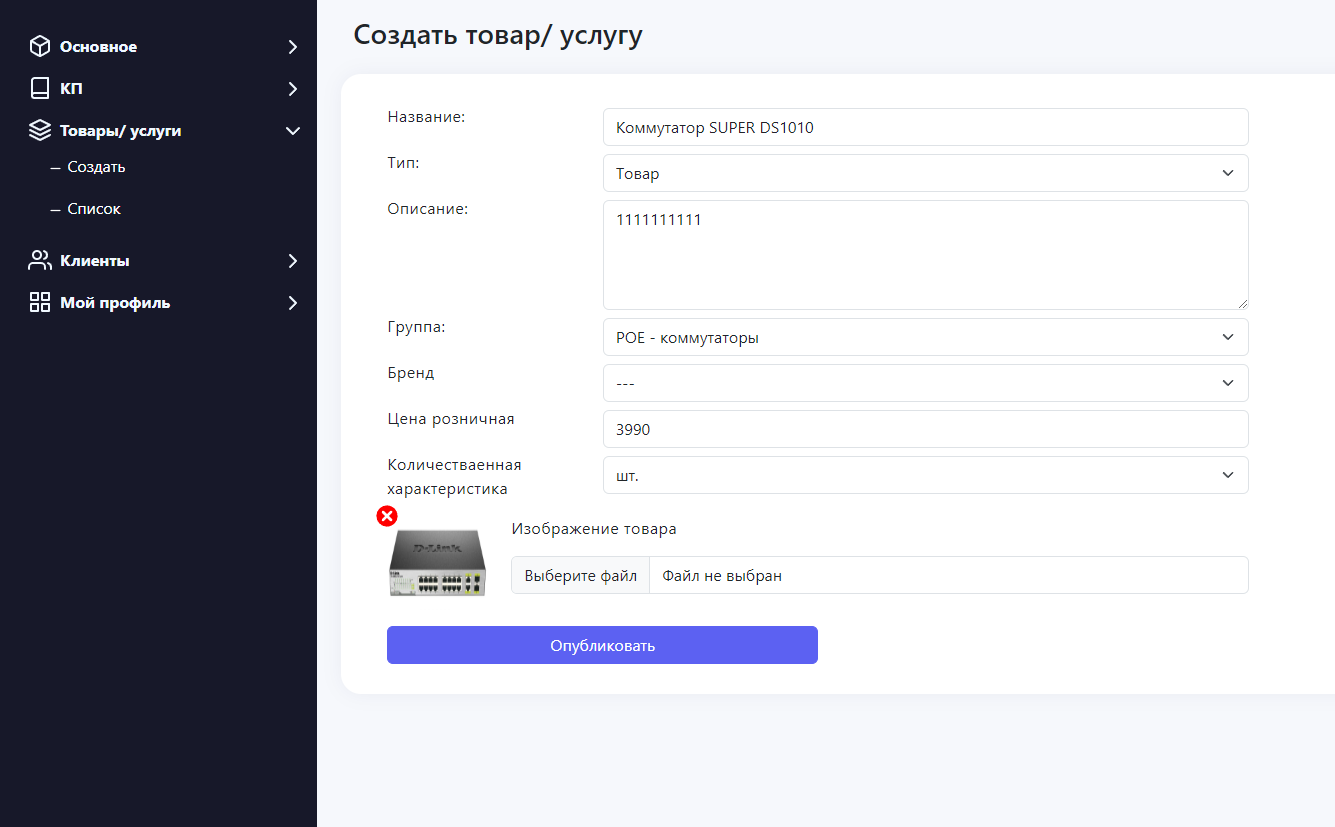 Основное
КП
Товары/ услуги
– Создать
– Список
Клиенты
Мой профиль
Создать товар/ услугу
Название:
Коммутатор SUPER DS1010
Тип:
Товар
Описание:
1111111111
Группа:
POE - коммутаторы
Бренд
---
Цена розничная
3990
Количестваенная
характеристика
шт.
D-Link
Изображение товара
Выберите файл
Файл не выбран
Опубликовать